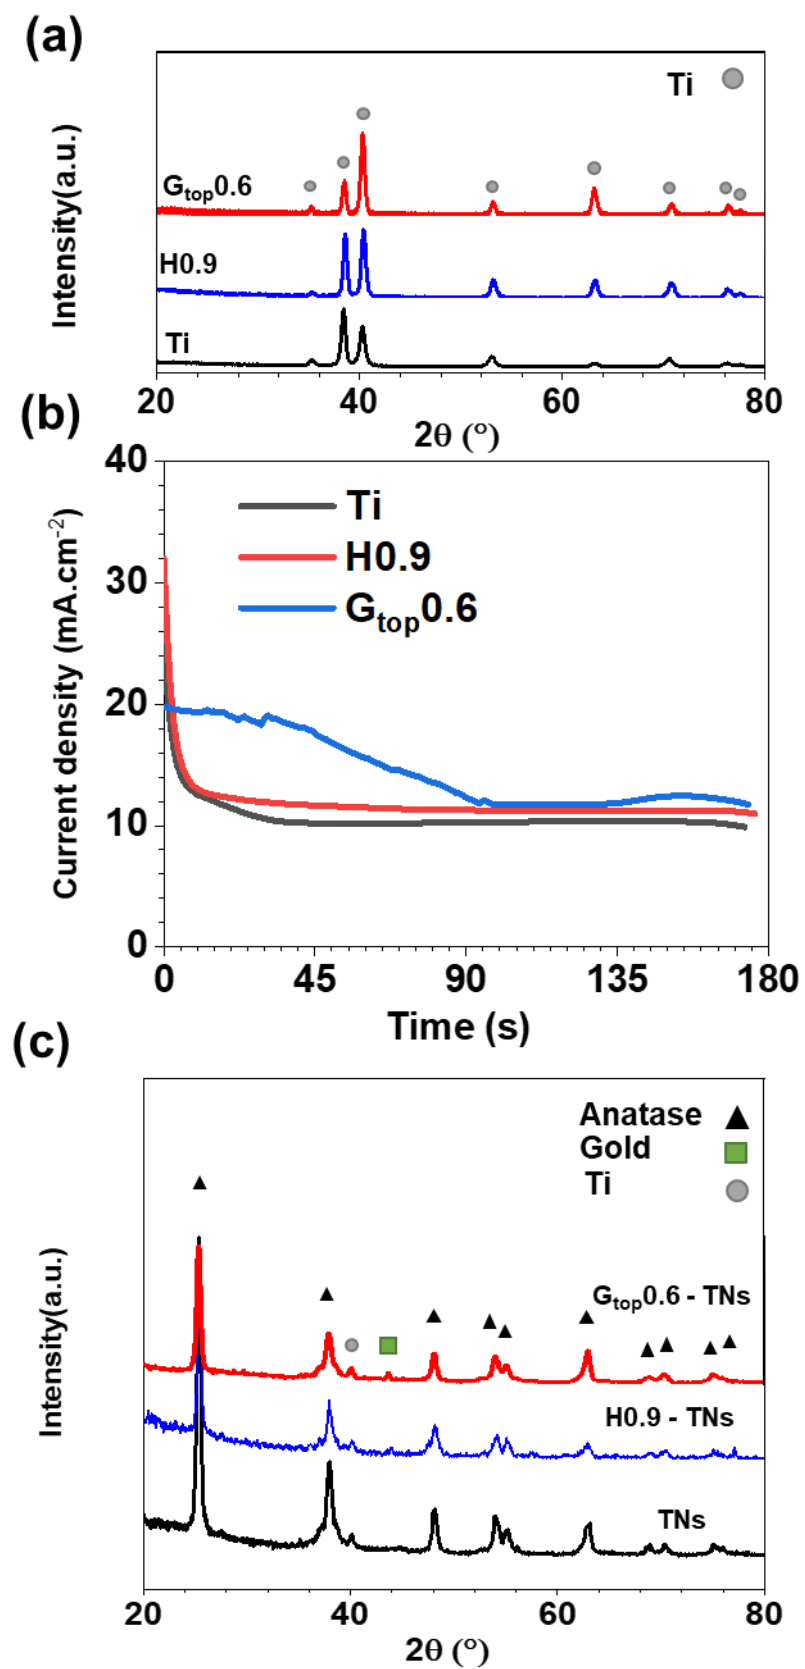 (a)
Ti
Intensity(a.u.)
Gtop0.6
H0.9
Ti
20 40 60 80
2θ (°)
(b)
40
30
20
10
0
Current density (mA.cm-2)
Ti
H0.9
Gtop0.6
0 45 90 135 180
Time (s)
(c)
Anatase
Gold
Ti
Intensity(a.u.)
Gtop0.6 - TNs
H0.9 - TNs
TNs
20 40 60 80
2θ (°)